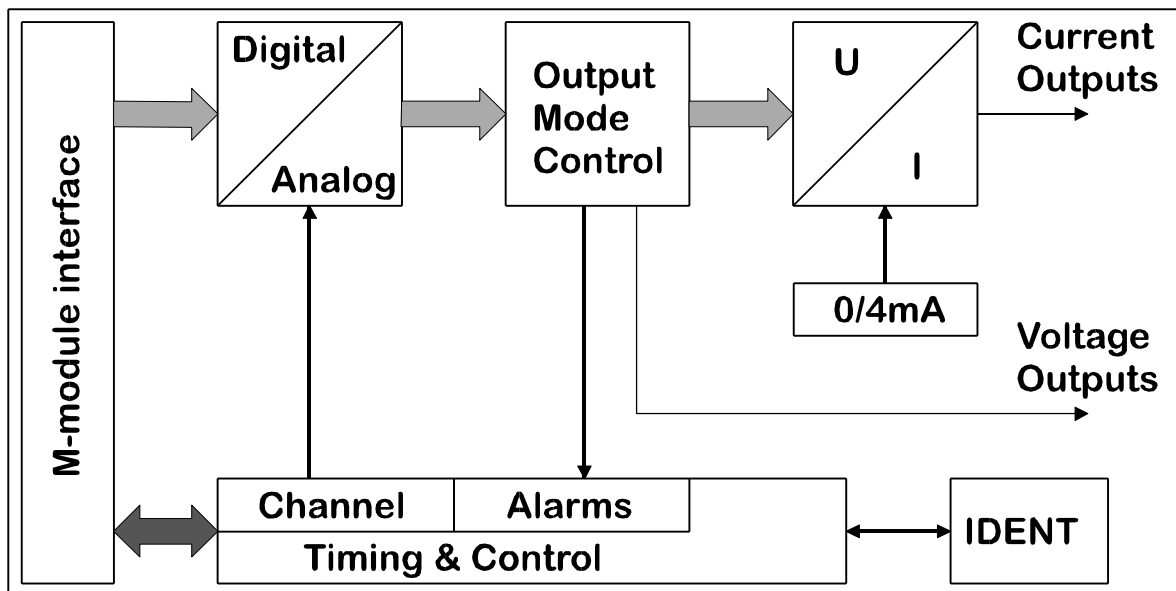 M-module interface
Digital
Analog
Output
Mode
Control
U
I
Current
Outputs
0/4mA
Voltage
Outputs
Channel
Alarms
Timing & Control
IDENT